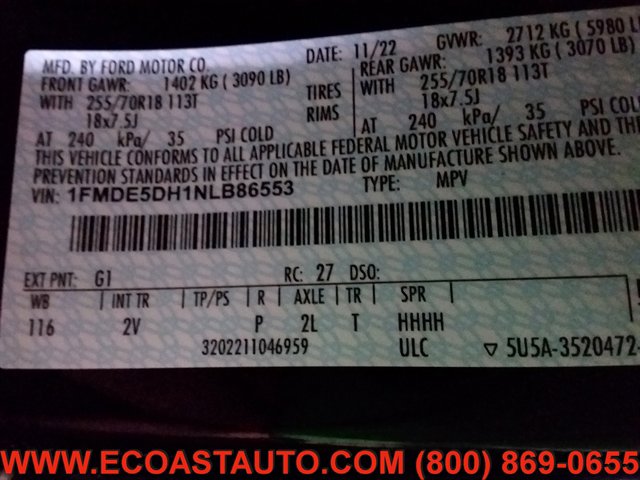 MFD. BY FORD MOTOR CO. DATE: 11/22 GVWR: 2712 KG (5980 LB)
FRONT GAWR: 1402 KG (3090 LB) REAR GAWR: 1393 KG (3070 LB)
WITH 255/70R18 113T TIRES WITH 255/70R18 113T
18x7.5J RIMS 18x7.5J
AT 240 kPa/ 35 PSI COLD AT 240 kPa/ 35 PSI COLD
THIS VEHICLE CONFORMS TO ALL APPLICABLE FEDERAL MOTOR VEHICLE SAFETY AND THE
PREVENTION STANDARDS IN EFFECT ON THE DATE OF MANUFACTURE SHOWN ABOVE.
VIN: 1FMDE5DH1NLB86553 TYPE: MPV
EXT PNT: G1 RC: 27 DSO:
WB INT TR TP/PS R AXLE TR SPR
116 2V P 2L T HHHH
3202211046959 ULC ▽ 5U5A-3520472-
WWW.ECOASTAUTO.COM (800) 869-0655